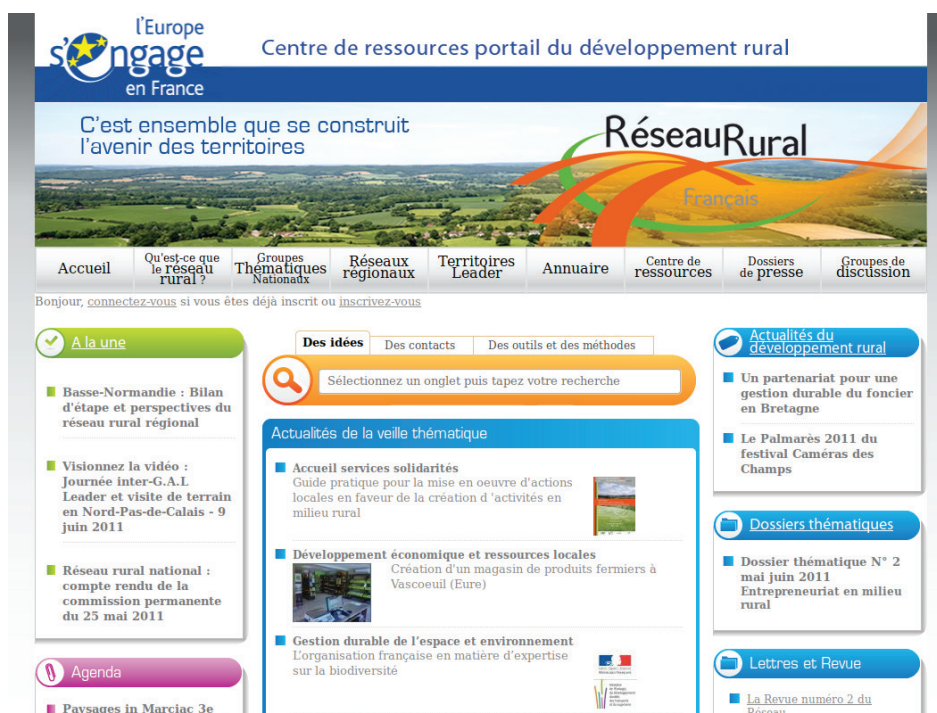 l'Europe
s'engage
en France
Centre de ressources portail du développement rural
C'est ensemble que se construit
l'avenir des territoires
RéseauRural
Français
Accueil
Qu'est-ce que
le réseau
rural ?
Groupes
Thématiques
Nationaux
Réseaux
régionaux
Territoires
Leader
Annuaire
Centre de
ressources
Dossiers
de presse
Groupes de
discussion
Bonjour, connectez-vous si vous êtes déjà inscrit ou inscrivez-vous
A la une
Basse-Normandie : Bilan
d'étape et perspectives du
réseau rural régional
Visionnez la vidéo :
Journée inter-G.A.L
Leader et visite de terrain
en Nord-Pas-de-Calais - 9
juin 2011
Réseau rural national :
compte rendu de la
commission permanente
du 25 mai 2011
Agenda
Paysages in Marciac 3e
Des idées
Des contacts
Des outils et des méthodes
Sélectionnez un onglet puis tapez votre recherche
Actualités de la veille thématique
Accueil services solidarités
Guide pratique pour la mise en oeuvre d'actions
locales en faveur de la création d 'activités en
milieu rural
Développement économique et ressources locales
Création d'un magasin de produits fermiers à
Vascoeuil (Eure)
Gestion durable de l'espace et environnement
L'organisation française en matière d'expertise
sur la biodiversité
Actualités du
développement rural
Un partenariat pour une
gestion durable du foncier
en Bretagne
Le Palmarès 2011 du
festival Caméras des
Champs
Dossiers thématiques
Dossier thématique N° 2
mai juin 2011
Entrepreneuriat en milieu
rural
Lettres et Revue
La Revue numéro 2 du
Réseau